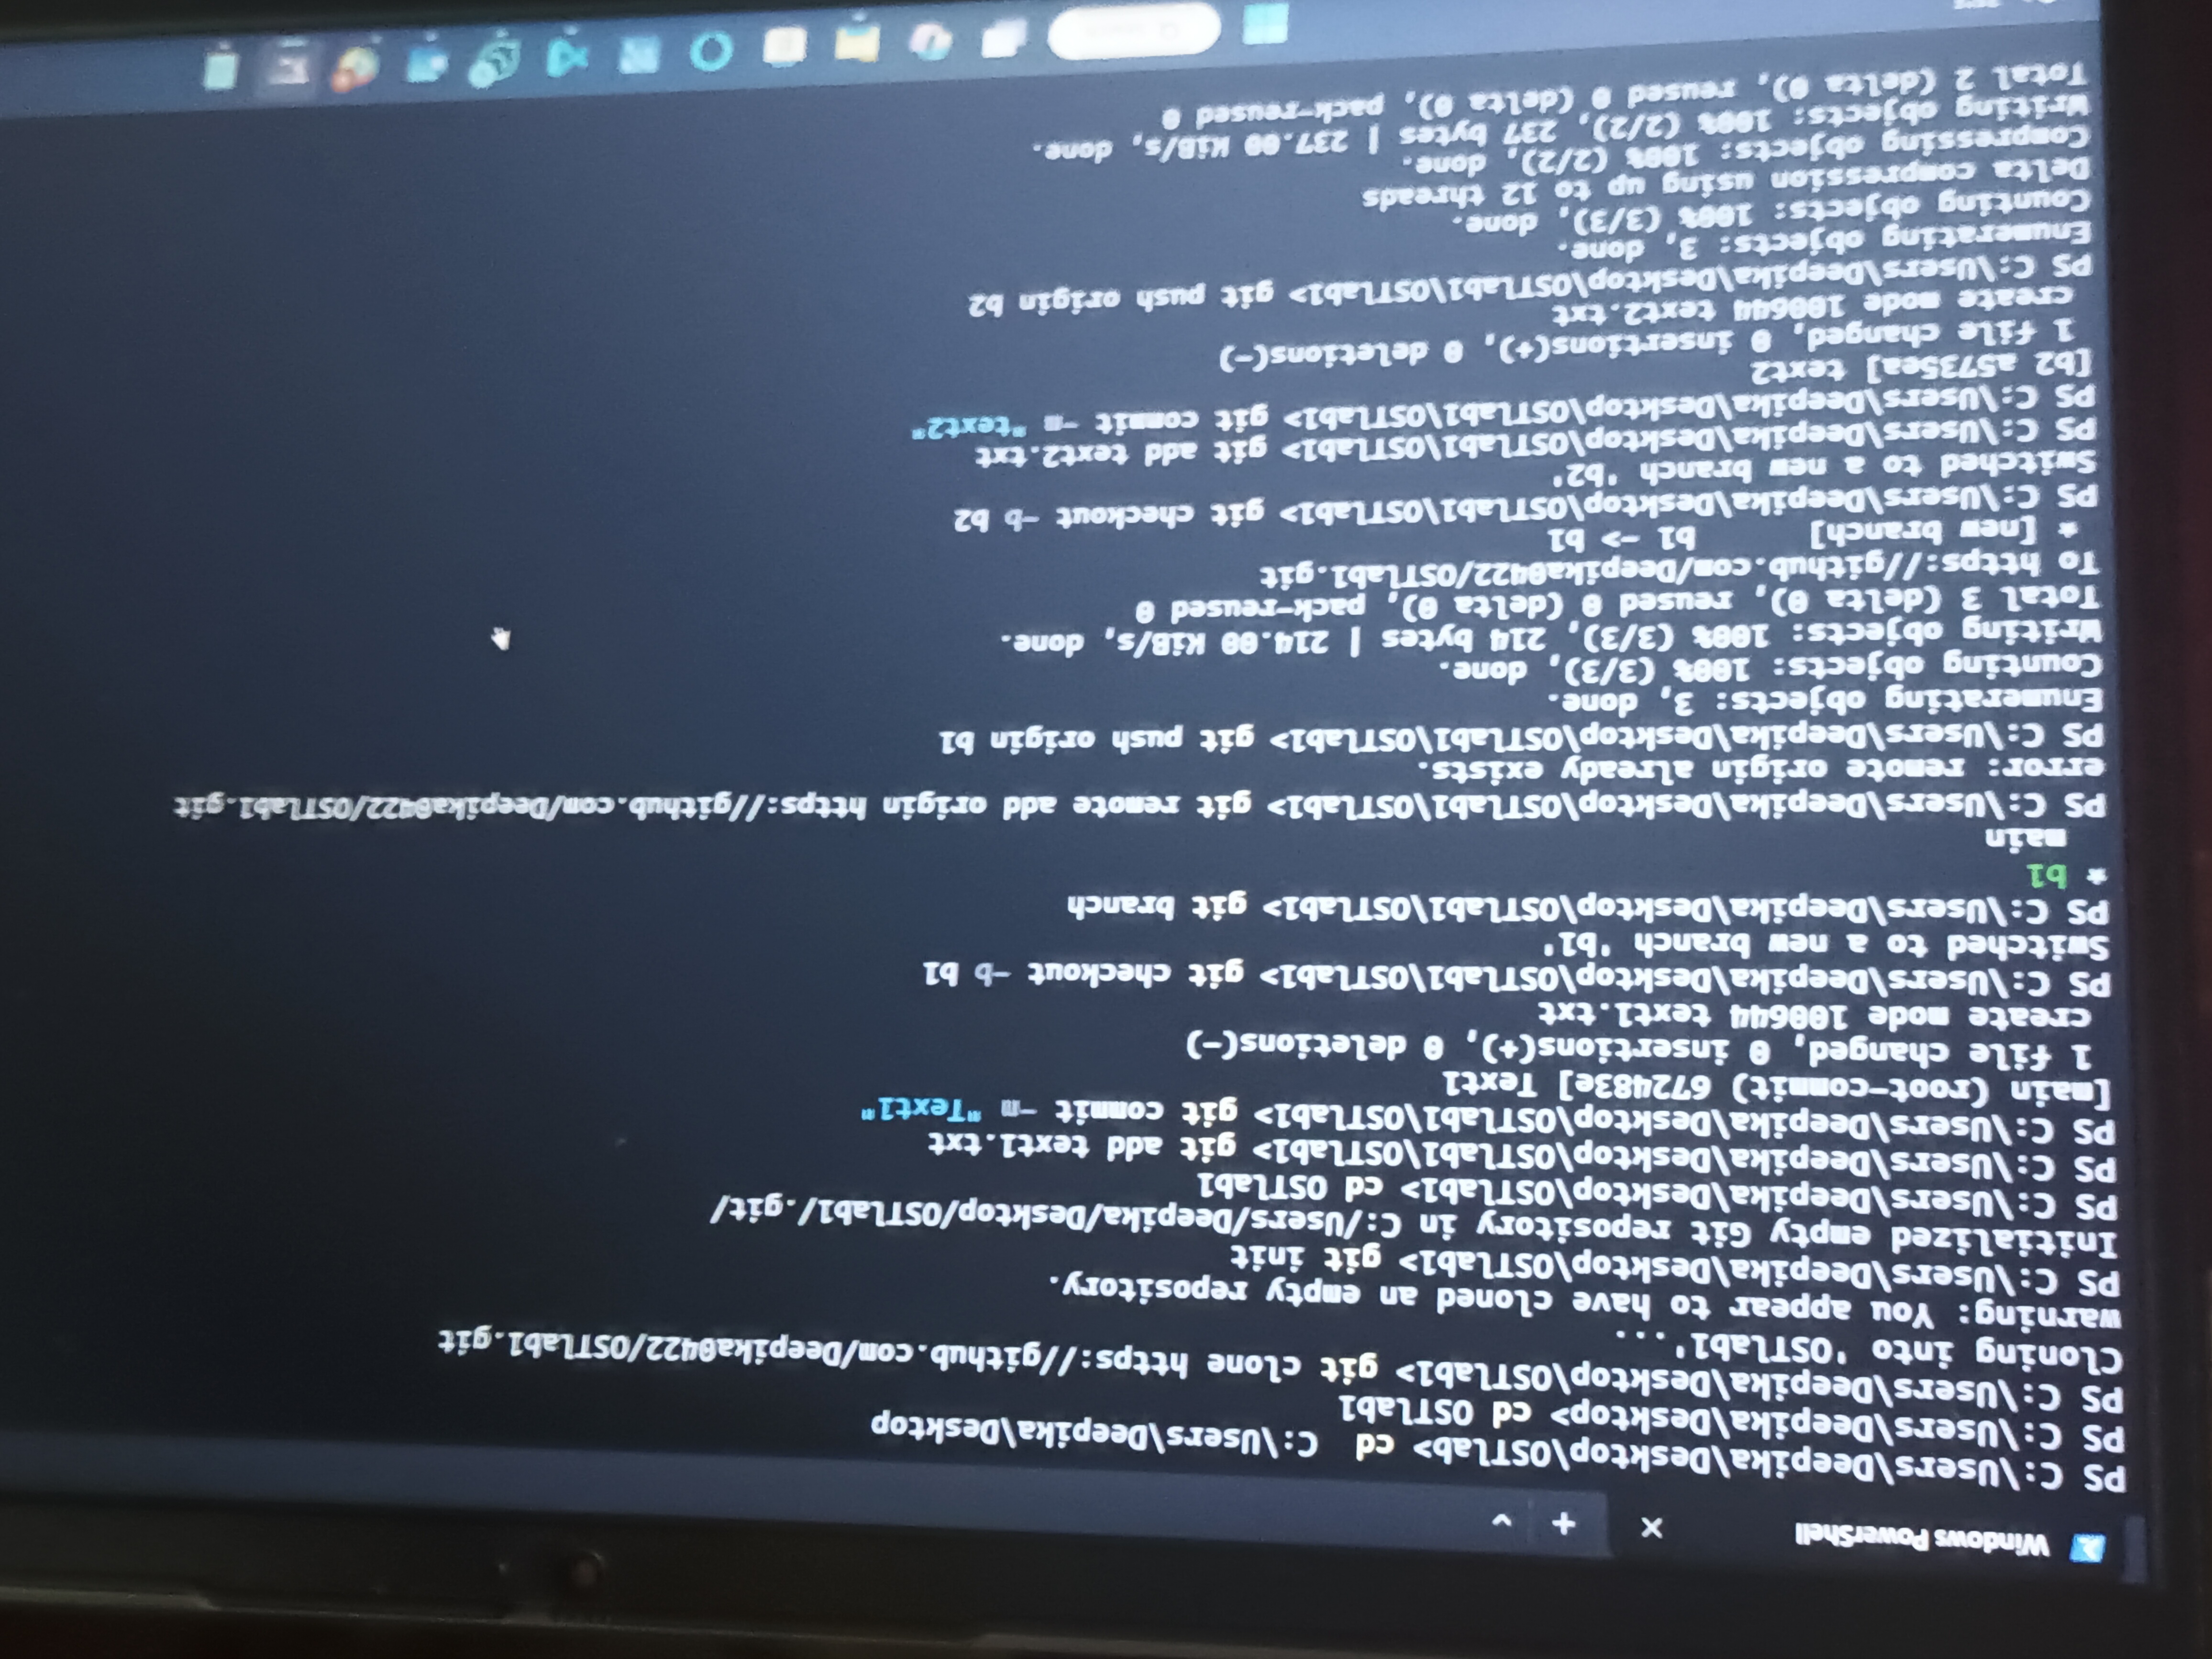 Windows PowerShell
PS C:\Users\Deepika\Desktop\OSTlab> cd  C:\Users\Deepika\Desktop
PS C:\Users\Deepika\Desktop> cd OSTlab1
PS C:\Users\Deepika\Desktop\OSTlab1> git clone https://github.com/Deepika0422/OSTlab1.git
Cloning into 'OSTlab1'...
warning: You appear to have cloned an empty repository.
PS C:\Users\Deepika\Desktop\OSTlab1> git init
Initialized empty Git repository in C:/Users/Deepika/Desktop/OSTlab1/.git/
PS C:\Users\Deepika\Desktop\OSTlab1> cd OSTlab1
PS C:\Users\Deepika\Desktop\OSTlab1\OSTlab1> git add text1.txt
PS C:\Users\Deepika\Desktop\OSTlab1\OSTlab1> git commit -m "Text1"
[main (root-commit) 672483e] Text1
 1 file changed, 0 insertions(+), 0 deletions(-)
 create mode 100644 text1.txt
PS C:\Users\Deepika\Desktop\OSTlab1\OSTlab1> git checkout -b b1
Switched to a new branch 'b1'
PS C:\Users\Deepika\Desktop\OSTlab1\OSTlab1> git branch
* b1
  main
PS C:\Users\Deepika\Desktop\OSTlab1\OSTlab1> git remote add origin https://github.com/Deepika0422/OSTlab1.git
error: remote origin already exists.
PS C:\Users\Deepika\Desktop\OSTlab1\OSTlab1> git push origin b1
Enumerating objects: 3, done.
Counting objects: 100% (3/3), done.
Writing objects: 100% (3/3), 214 bytes | 214.00 KiB/s, done.
Total 3 (delta 0), reused 0 (delta 0), pack-reused 0
To https://github.com/Deepika0422/OSTlab1.git
 * [new branch]      b1 -> b1
PS C:\Users\Deepika\Desktop\OSTlab1\OSTlab1> git checkout -b b2
Switched to a new branch 'b2'
PS C:\Users\Deepika\Desktop\OSTlab1\OSTlab1> git add text2.txt
PS C:\Users\Deepika\Desktop\OSTlab1\OSTlab1> git commit -m "text2"
[b2 a5735ea] text2
 1 file changed, 0 insertions(+), 0 deletions(-)
 create mode 100644 text2.txt
PS C:\Users\Deepika\Desktop\OSTlab1\OSTlab1> git push origin b2
Enumerating objects: 3, done.
Counting objects: 100% (3/3), done.
Delta compression using up to 12 threads
Compressing objects: 100% (2/2), done.
Writing objects: 100% (2/2), 237 bytes | 237.00 KiB/s, done.
Total 2 (delta 0), reused 0 (delta 0), pack-reused 0